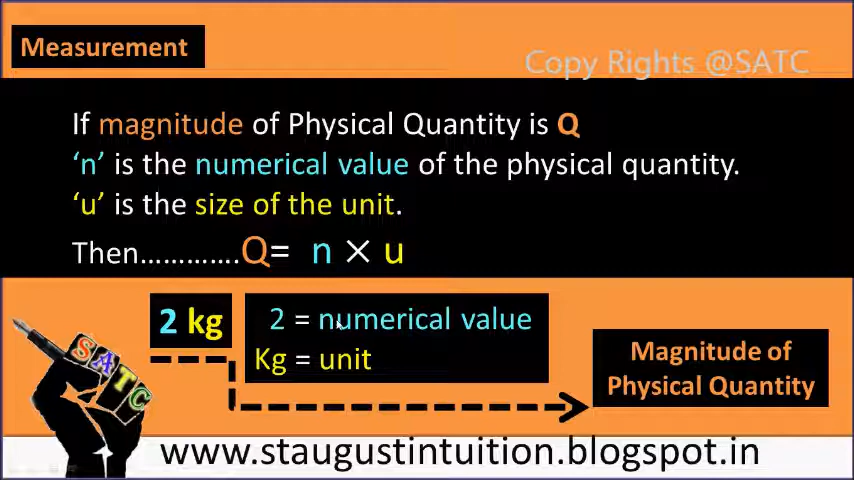 Measurement
Copy Rights @SATC
If magnitude of Physical Quantity is Q
‘n’ is the numerical value of the physical quantity.
‘u’ is the size of the unit.
Then………….Q= n × u
2 kg
2 = numerical value
Kg = unit
Magnitude of
Physical Quantity
SATC
www.staugustintuition.blogspot.in